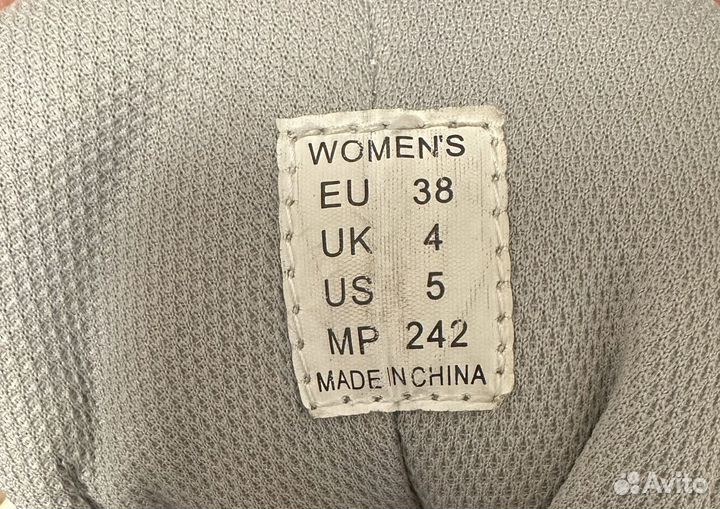 WOMEN'S
EU 38
UK 4
US 5
MP 242
MADE IN CHINA
Avito